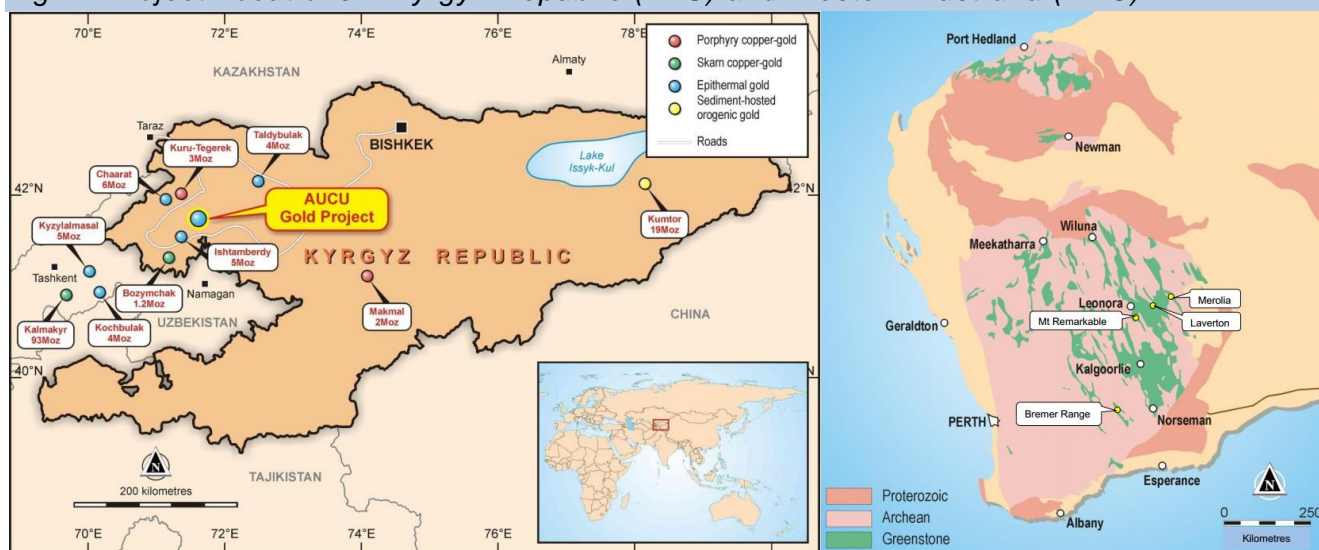 70°E
72°E
74°E
76°E
78°
KAZAKHSTAN
Almaty
Porphyry copper-gold
Skarn copper-gold
Epithermal gold
Sediment-hosted
orogenic gold
Roads
Taraz
Taldybulak
4Moz
Kuru-Tegerek
3Moz
BISHKEK
Chaarat
6Moz
Lake
Issyk-Kul
42°N
2°N
AUCU
Gold Project
Kyzylalmasal
5Moz
Kumtor
19Moz
Ishtamberdy
5Moz
KYRGYZ REPUBLIC
Tashkent
Namagan
Bozymchak
1.2Moz
UZBEKISTAN
Makmal
2Moz
CHINA
Kalmakyr
93Moz
Kochbulak
4Moz
40°N
TAJIKISTAN
N
200 kilometres
70°E
72°E
74°E
76°E
Port Hedland
Newman
Wiluna
Meekatharra
Leonora
Merolia
Mt Remarkable
Laverton
Geraldton
Kalgoorlie
Bremer Range
Norseman
PERTH
Esperance
Albany
Proterozoic
Archean
Greenstone
N
0 250
Kilometres